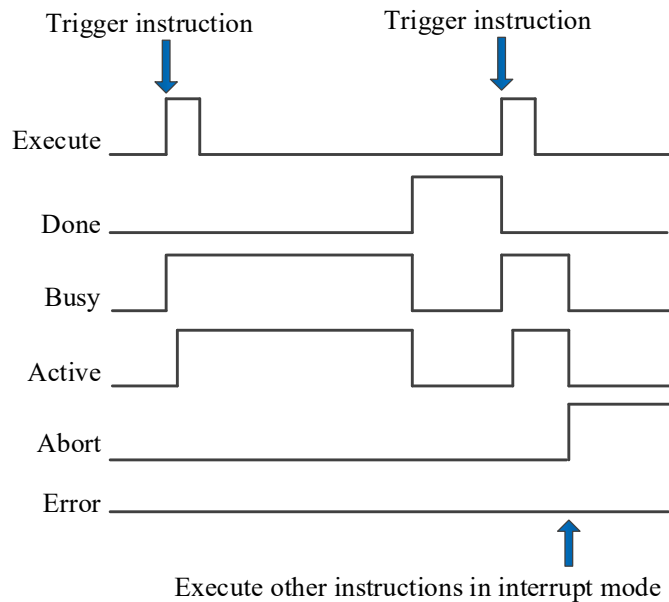 Trigger instruction
Trigger instruction
Execute
Done
Busy
Active
Abort
Error
Execute other instructions in interrupt mode